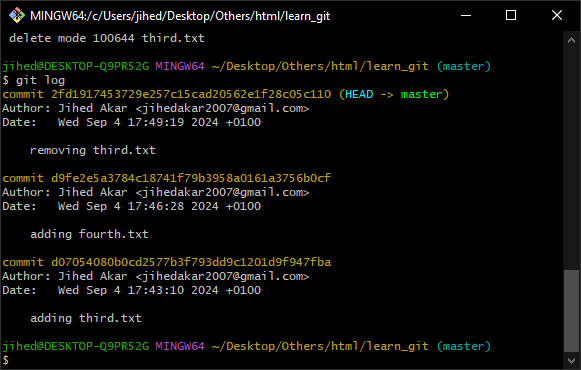 MINGW64:/c/Users/jihed/Desktop/Others/html/learn_git
delete mode 100644 third.txt
jihed@DESKTOP-Q9PR52G MINGW64 ~/Desktop/Others/html/learn_git (master)
$ git log
commit 2fd1917453729e257c15cad20562e1f28c05c110 (HEAD -> master)
Author: Jihed Akar <jihedakar2007@gmail.com>
Date:   Wed Sep 4 17:49:19 2024 +0100
    removing third.txt
commit d9fe2e5a3784c18741f79b3958a0161a3756b0cf
Author: Jihed Akar <jihedakar2007@gmail.com>
Date:   Wed Sep 4 17:46:28 2024 +0100
    adding fourth.txt
commit d07054080b0cd2577b3f793dd9c1201d9f947fba
Author: Jihed Akar <jihedakar2007@gmail.com>
Date:   Wed Sep 4 17:43:10 2024 +0100
    adding third.txt
jihed@DESKTOP-Q9PR52G MINGW64 ~/Desktop/Others/html/learn_git (master)
$